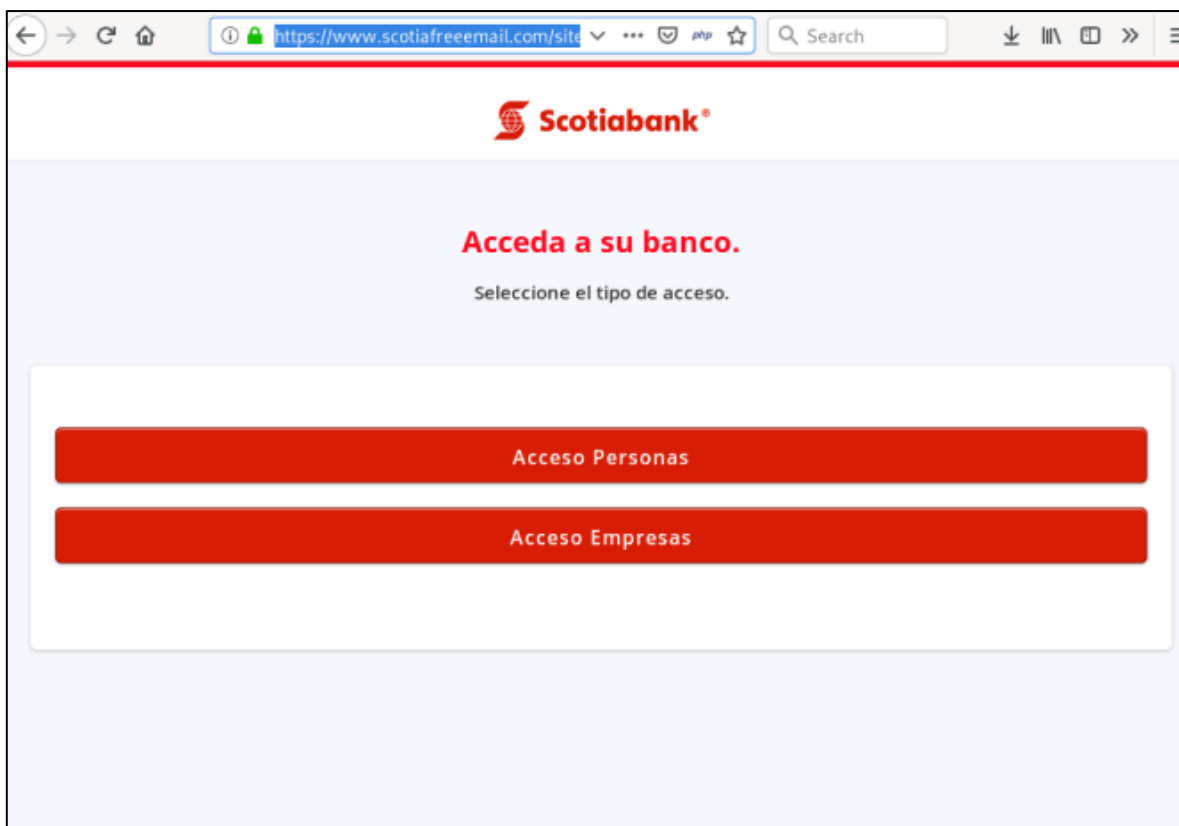 https://www.scotiafreeemail.com/site
php
Search
Scotiabank®
Acceda a su banco.
Seleccione el tipo de acceso.
Acceso Personas
Acceso Empresas